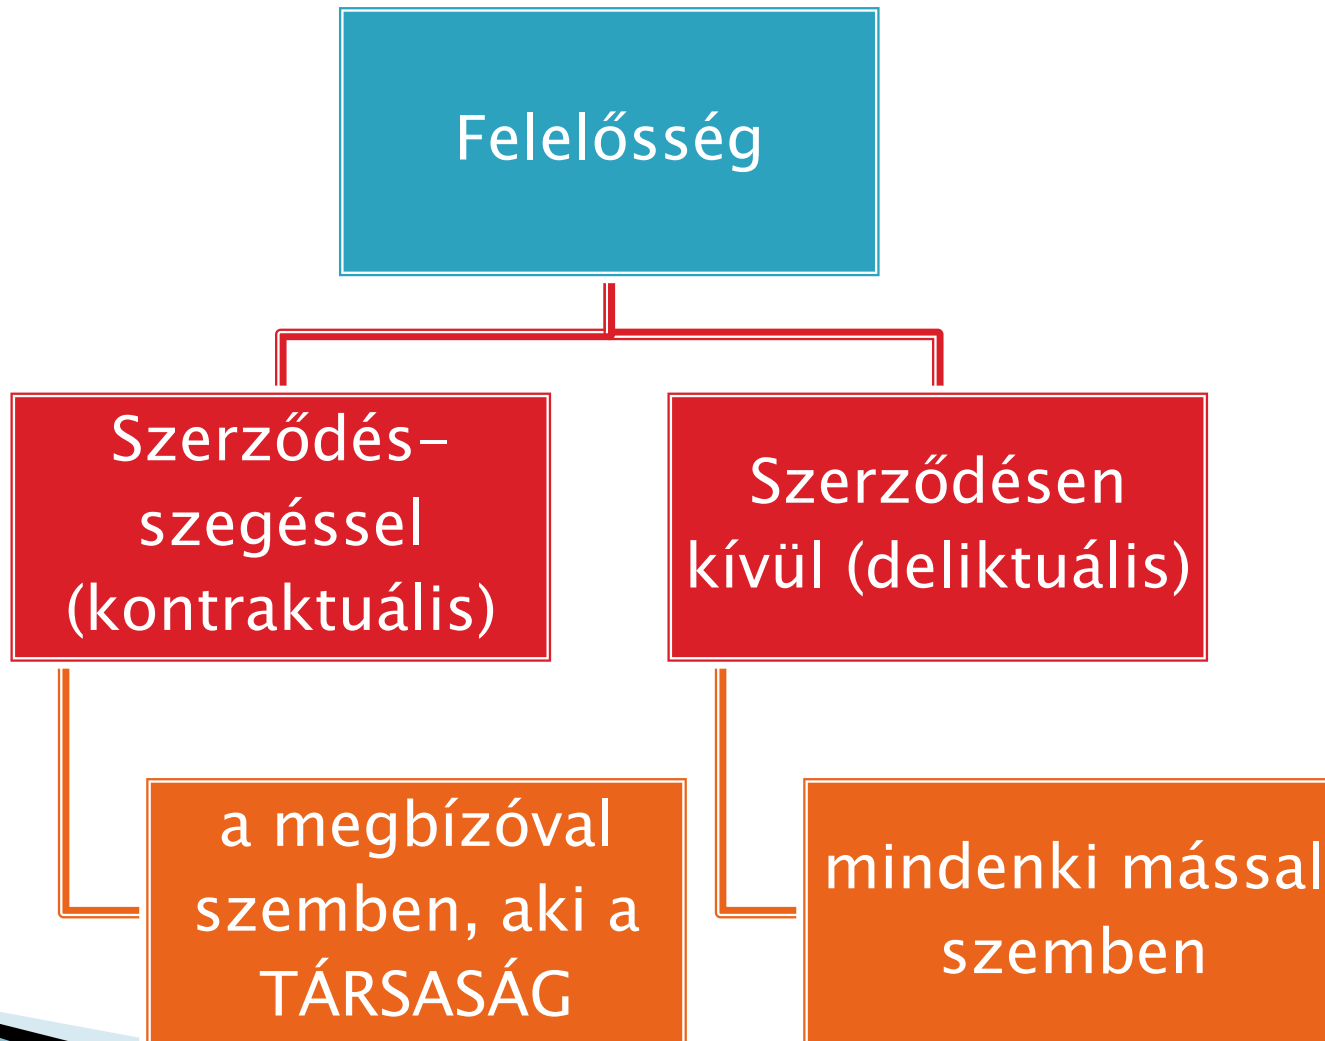 Felelősség
Szerződés-
szegéssel
(kontraktuális)
Szerződésen
kívül (deliktuális)
a megbízóval
szemben, aki a
TÁRSASÁG
mindenki mással
szemben